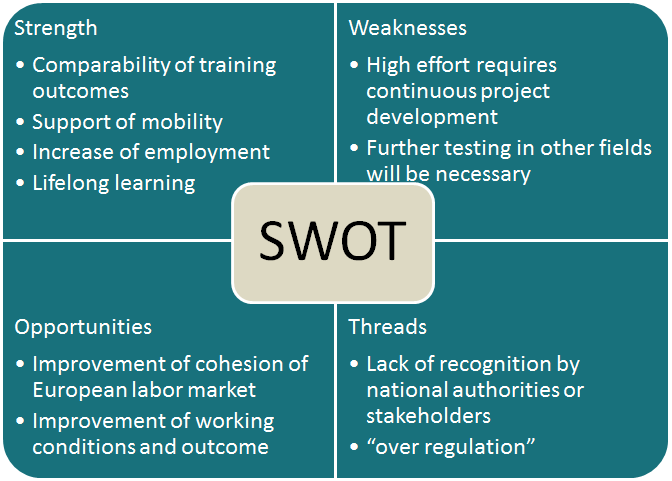 Strength
• Comparability of training
outcomes
• Support of mobility
• Increase of employment
• Lifelong learning
Weaknesses
• High effort requires
continuous project
development
• Further testing in other fields
will be necessary
SWOT
Opportunities
• Improvement of cohesion of
European labor market
• Improvement of working
conditions and outcome
Threads
• Lack of recognition by
national authorities or
stakeholders
• “over regulation”